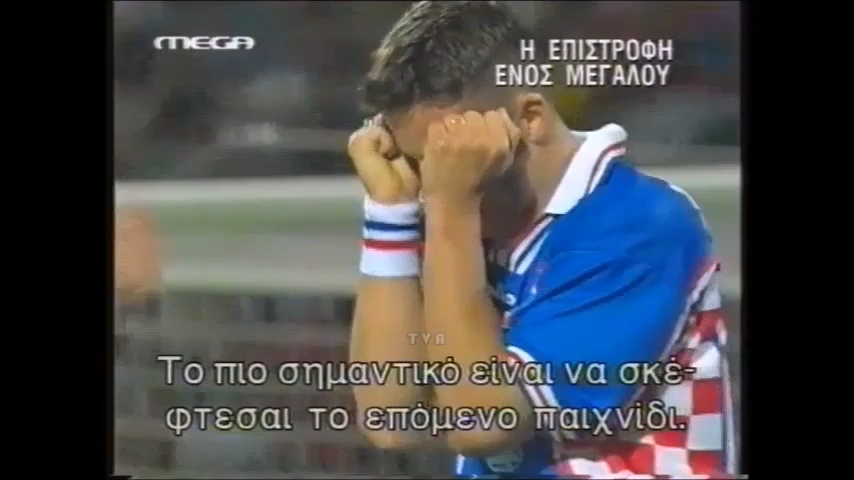 MEGA
Η ΕΠΙΣΤΡΟΦΗ
ΕΝΟΣ ΜΕΓΑΛΟΥ
TVA
Το πιο σημαντικό είναι να σκέ-
φτεσαι το επόμενο παιχνίδι.